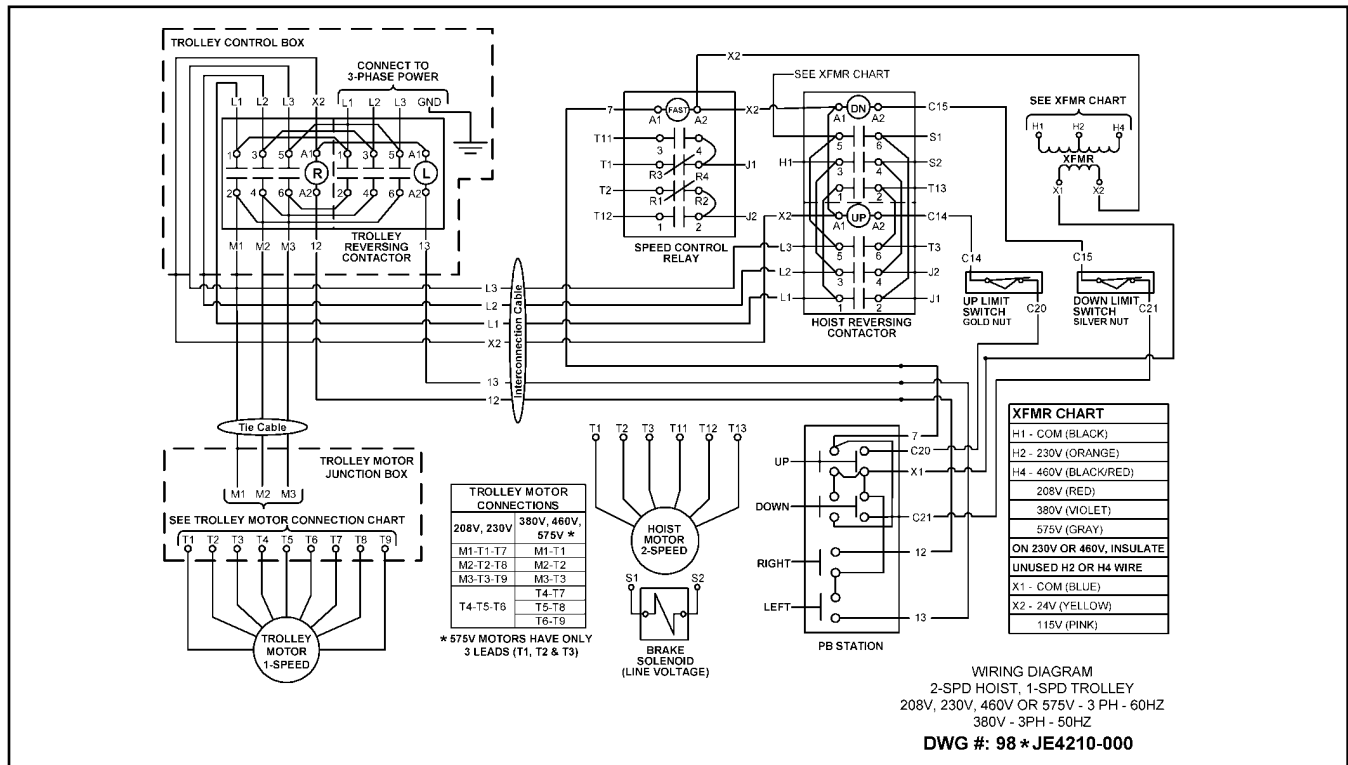 TROLLEY CONTROL BOX
CONNECT TO
3-PHASE POWER
L1 L2 L3 X2 L1 L2 L3 GND
1 3 5 A1 1 3 5 A1
R L
2 4 6 A2 2 4 6 A2
TROLLEY
REVERSING
CONTACTOR
M1 M2 M3 12 13
X2
7 FAST X2
A1 A2
T11
3 4
T1 J1
R3 R4
T2
R1 R2
T12 J2
1 2
SPEED CONTROL
RELAY
SEE XFMR CHART
DN C15
A1 A2
S1
5 6
H1 S2
3 4
T13
1 2
X2 UP C14
A1 A2
L3 T3
5 6
L2 J2
3 4
L1 J1
1 2
HOIST REVERSING
CONTACTOR
SEE XFMR CHART
H1 H2 H4
XFMR
X1 X2
C14
UP LIMIT
SWITCH
GOLD NUT
C20
C15
DOWN LIMIT
SWITCH
SILVER NUT
C21
L3
L2
L1
X2
13
12
Interconnection Cable
Tie Cable
TROLLEY MOTOR
JUNCTION BOX
M1 M2 M3
SEE TROLLEY MOTOR CONNECTION CHART
T1 T2 T3 T4 T5 T6 T7 T8 T9
TROLLEY
MOTOR
1-SPEED
TROLLEY MOTOR
CONNECTIONS
208V, 230V 380V, 460V,
575V *
M1-T1-T7 M1-T1
M2-T2-T8 M2-T2
M3-T3-T9 M3-T3
T4-T5-T6 T4-T7
T5-T8
T6-T9
* 575V MOTORS HAVE ONLY
3 LEADS (T1, T2 & T3)
T1 T2 T3 T11 T12 T13
HOIST
MOTOR
2-SPEED
S1 S2
BRAKE
SOLENOID
(LINE VOLTAGE)
7
C20
UP X1
DOWN
C21
12
RIGHT
LEFT
13
PB STATION
XFMR CHART
H1 - COM (BLACK)
H2 - 230V (ORANGE)
H4 - 460V (BLACK/RED)
208V (RED)
380V (VIOLET)
575V (GRAY)
ON 230V OR 460V, INSULATE
UNUSED H2 OR H4 WIRE
X1 - COM (BLUE)
X2 - 24V (YELLOW)
115V (PINK)
WIRING DIAGRAM
2-SPD HOIST, 1-SPD TROLLEY
208V, 230V, 460V OR 575V - 3 PH - 60HZ
380V - 3PH - 50HZ
DWG #: 98*JE4210-000